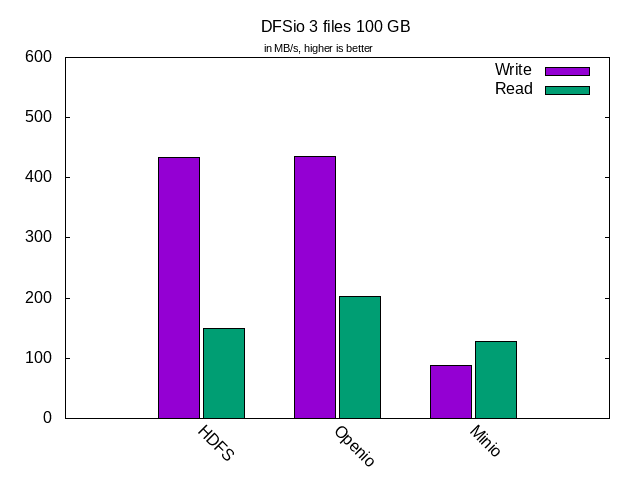 DFSio 3 files 100 GB
in MB/s, higher is better
600
500
400
300
200
100
0
Write
Read
HDFS
Openio
Minio